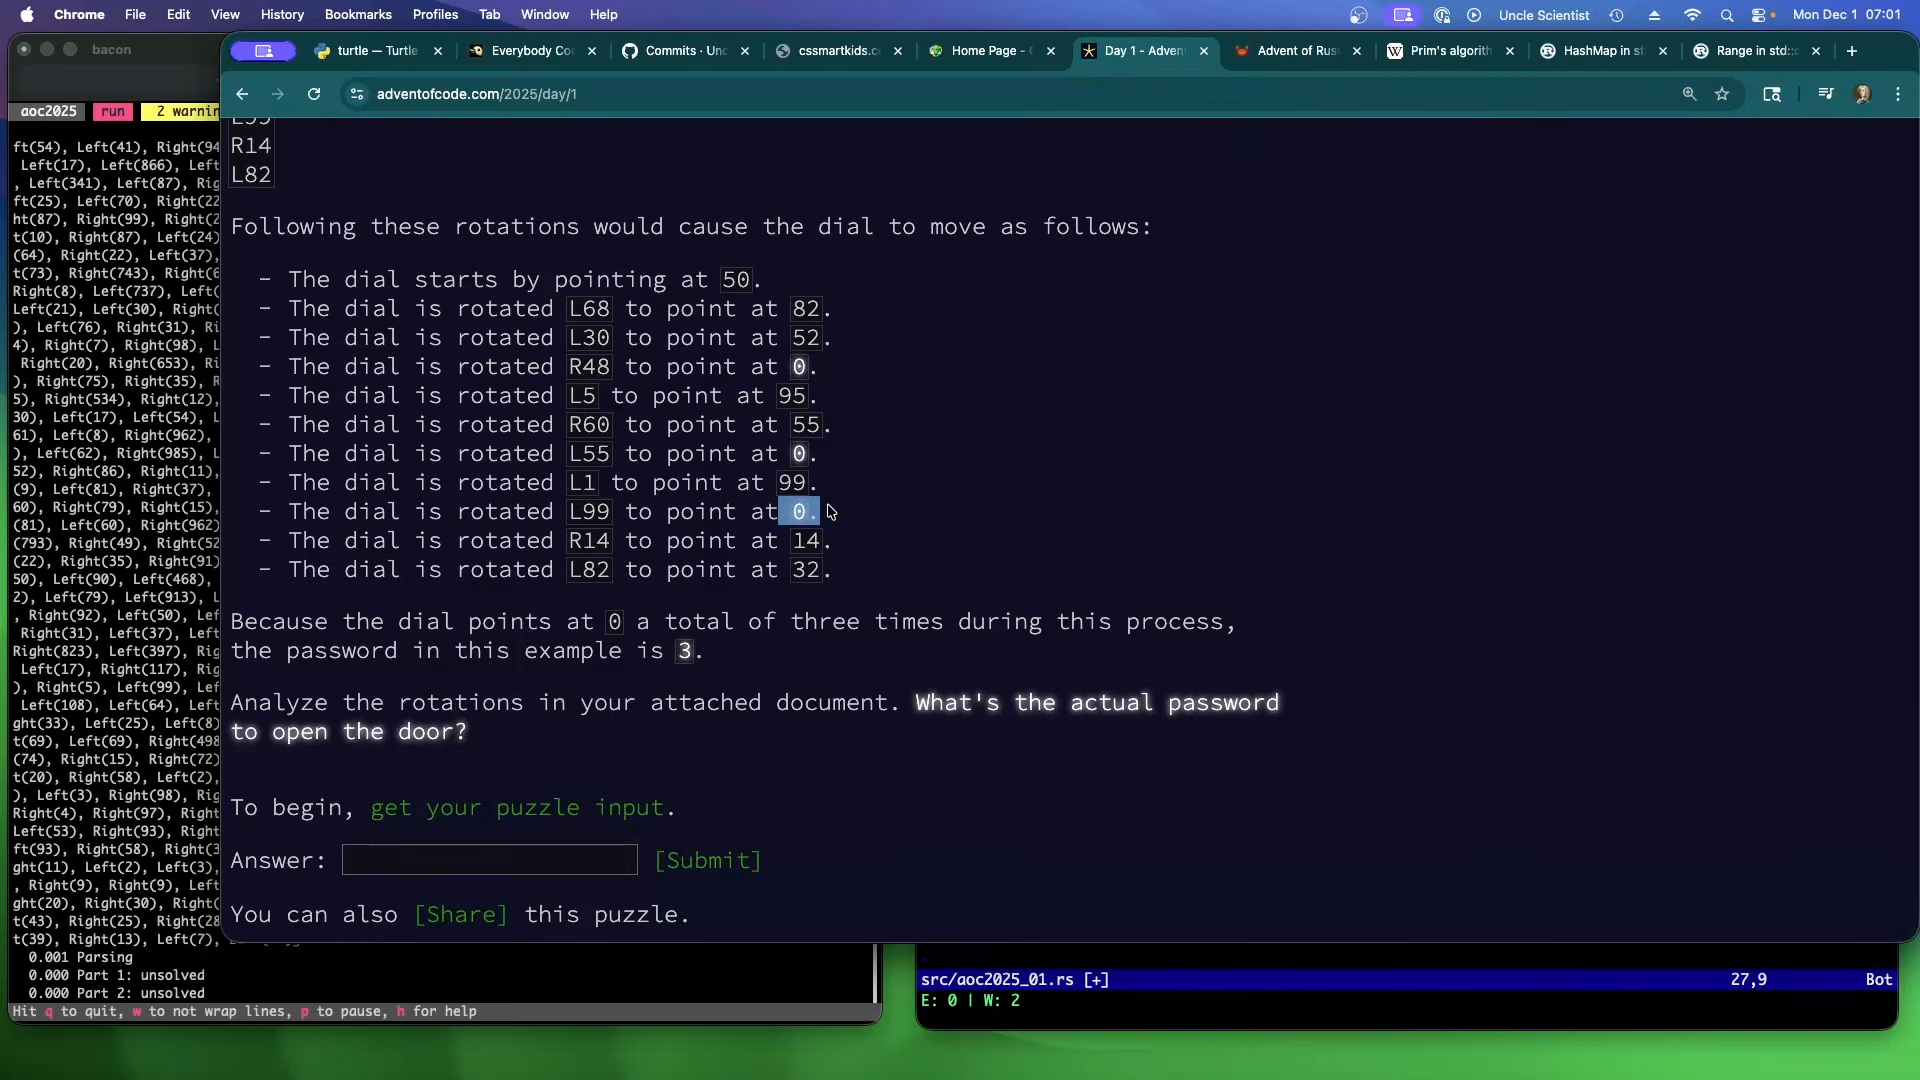 Chrome File Edit View History Bookmarks Profiles Tab Window Help Uncle Scientist Mon Dec 1 07:01
bacon
turtle — Turtle
Everybody Co
Commits · Unc
cssmartkids.c
Home Page - 
Day 1 - Adven
Advent of Rus
Prim's algorith
HashMap in st
Range in std::
adventofcode.com/2025/day/1
aoc2025 run 2 warnin
ft(54), Left(41), Right(94
Left(17), Left(866), Left
, Left(341), Left(87), Rig
ft(25), Left(70), Right(22
ht(87), Right(99), Right(2
t(10), Right(87), Left(24)
(64), Right(22), Left(37),
t(73), Right(743), Right(6
Right(8), Left(737), Left(
Left(21), Left(30), Right(
), Left(76), Right(31), Ri
4), Right(7), Right(98), L
Right(20), Right(653), Ri
), Right(75), Right(35), R
5), Right(534), Right(12),
30), Left(17), Left(54), L
61), Left(8), Right(962),
), Left(62), Right(985), L
52), Right(86), Right(11),
(9), Left(81), Right(37),
60), Right(79), Right(15),
(81), Left(60), Right(962)
(793), Right(49), Right(52
(22), Right(35), Right(91)
50), Left(90), Left(468),
2), Left(79), Left(913), L
, Right(92), Left(50), Lef
Right(31), Left(37), Left
Right(823), Left(397), Rig
Left(17), Right(117), Rig
), Right(5), Left(99), Lef
Left(108), Left(64), Left
ght(33), Left(25), Left(8)
t(69), Left(69), Right(498
(74), Right(15), Right(72)
t(20), Right(58), Left(2),
), Left(3), Right(98), Rig
Right(4), Right(97), Right
Left(53), Right(93), Right
ft(93), Right(58), Right(3
ght(11), Left(2), Left(3),
, Right(9), Right(9), Left
ght(20), Right(30), Right(
t(43), Right(25), Right(28
t(39), Right(13), Left(7),
0.001 Parsing
0.000 Part 1: unsolved
0.000 Part 2: unsolved
Hit q to quit, w to not wrap lines, p to pause, h for help
R14
L82
Following these rotations would cause the dial to move as follows:
- The dial starts by pointing at 50.
- The dial is rotated L68 to point at 82.
- The dial is rotated L30 to point at 52.
- The dial is rotated R48 to point at 0.
- The dial is rotated L5 to point at 95.
- The dial is rotated R60 to point at 55.
- The dial is rotated L55 to point at 0.
- The dial is rotated L1 to point at 99.
- The dial is rotated L99 to point at 0.
- The dial is rotated R14 to point at 14.
- The dial is rotated L82 to point at 32.
Because the dial points at 0 a total of three times during this process,
the password in this example is 3.
Analyze the rotations in your attached document. What's the actual password
to open the door?
To begin, get your puzzle input.
Answer: [Submit]
You can also [Share] this puzzle.
src/aoc2025_01.rs [+] 27,9 Bot
E: 0 | W: 2